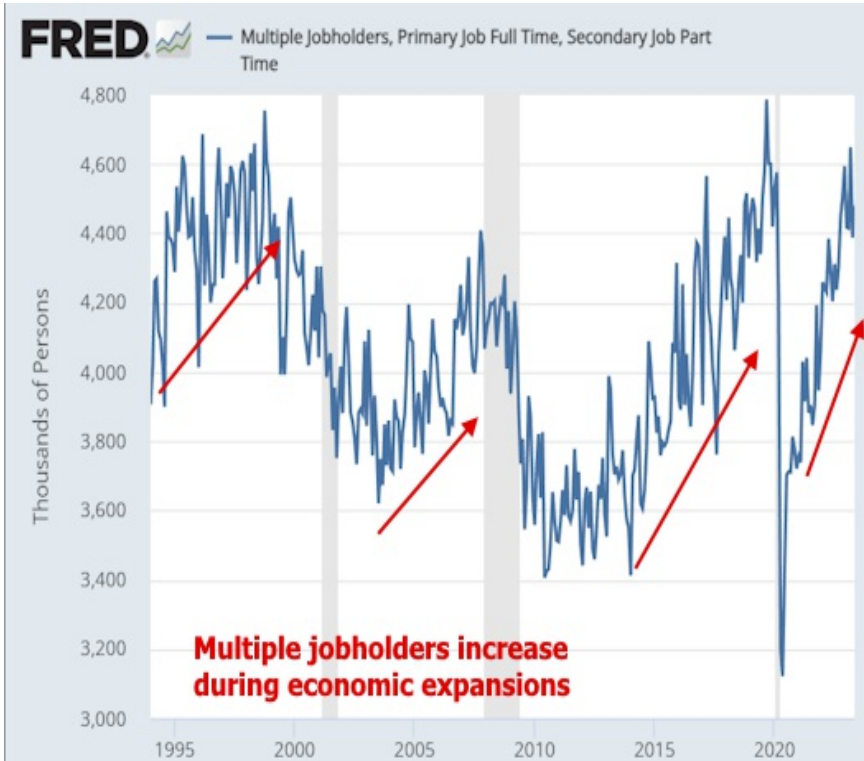 FRED
Multiple Jobholders, Primary Job Full Time, Secondary Job Part
Time
4,800
4,600
4,400
4,200
4,000
3,800
3,600
3,400
3,200
3,000
Thousands of Persons
Multiple jobholders increase
during economic expansions
1995
2000
2005
2010
2015
2020